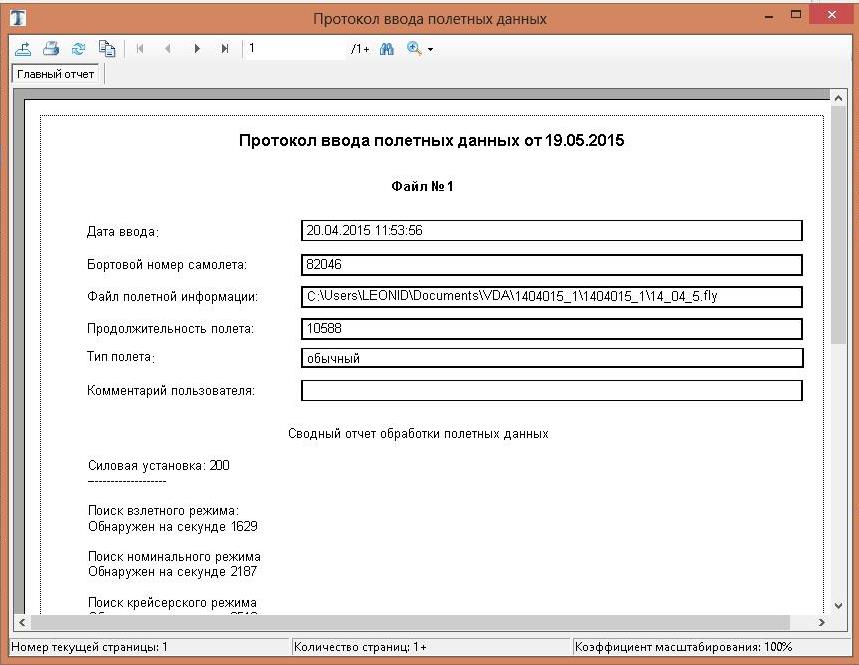 Протокол ввода полетных данных
1 /1+
Главный отчет
Протокол ввода полетных данных от 19.05.2015
Файл № 1
Дата ввода: 20.04.2015 11:53:56
Бортовой номер самолета: 82046
Файл полетной информации: C:\Users\LEONID\Documents\VDA\1404015_1\1404015_1\14_04_5.fly
Продолжительность полета: 10588
Тип полета: обычный
Комментарий пользователя:
Сводный отчет обработки полетных данных
Силовая установка: 200
-------------------
Поиск взлетного режима:
Обнаружен на секунде 1629
Поиск номинального режима
Обнаружен на секунде 2187
Поиск крейсерского режима
Номер текущей страницы: 1 Количество страниц: 1+ Коэффициент масштабирования: 100%